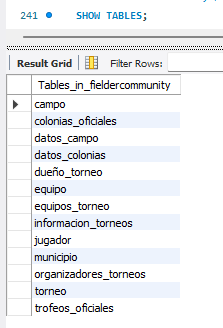 241 SHOW TABLES;
Result Grid Filter Rows:
Tables_in_fieldercommunity
campo
colonias_oficiales
datos_campo
datos_colonias
dueño_torneo
equipo
equipos_torneo
informacion_torneos
jugador
municipio
organizadores_torneos
torneo
trofeos_oficiales